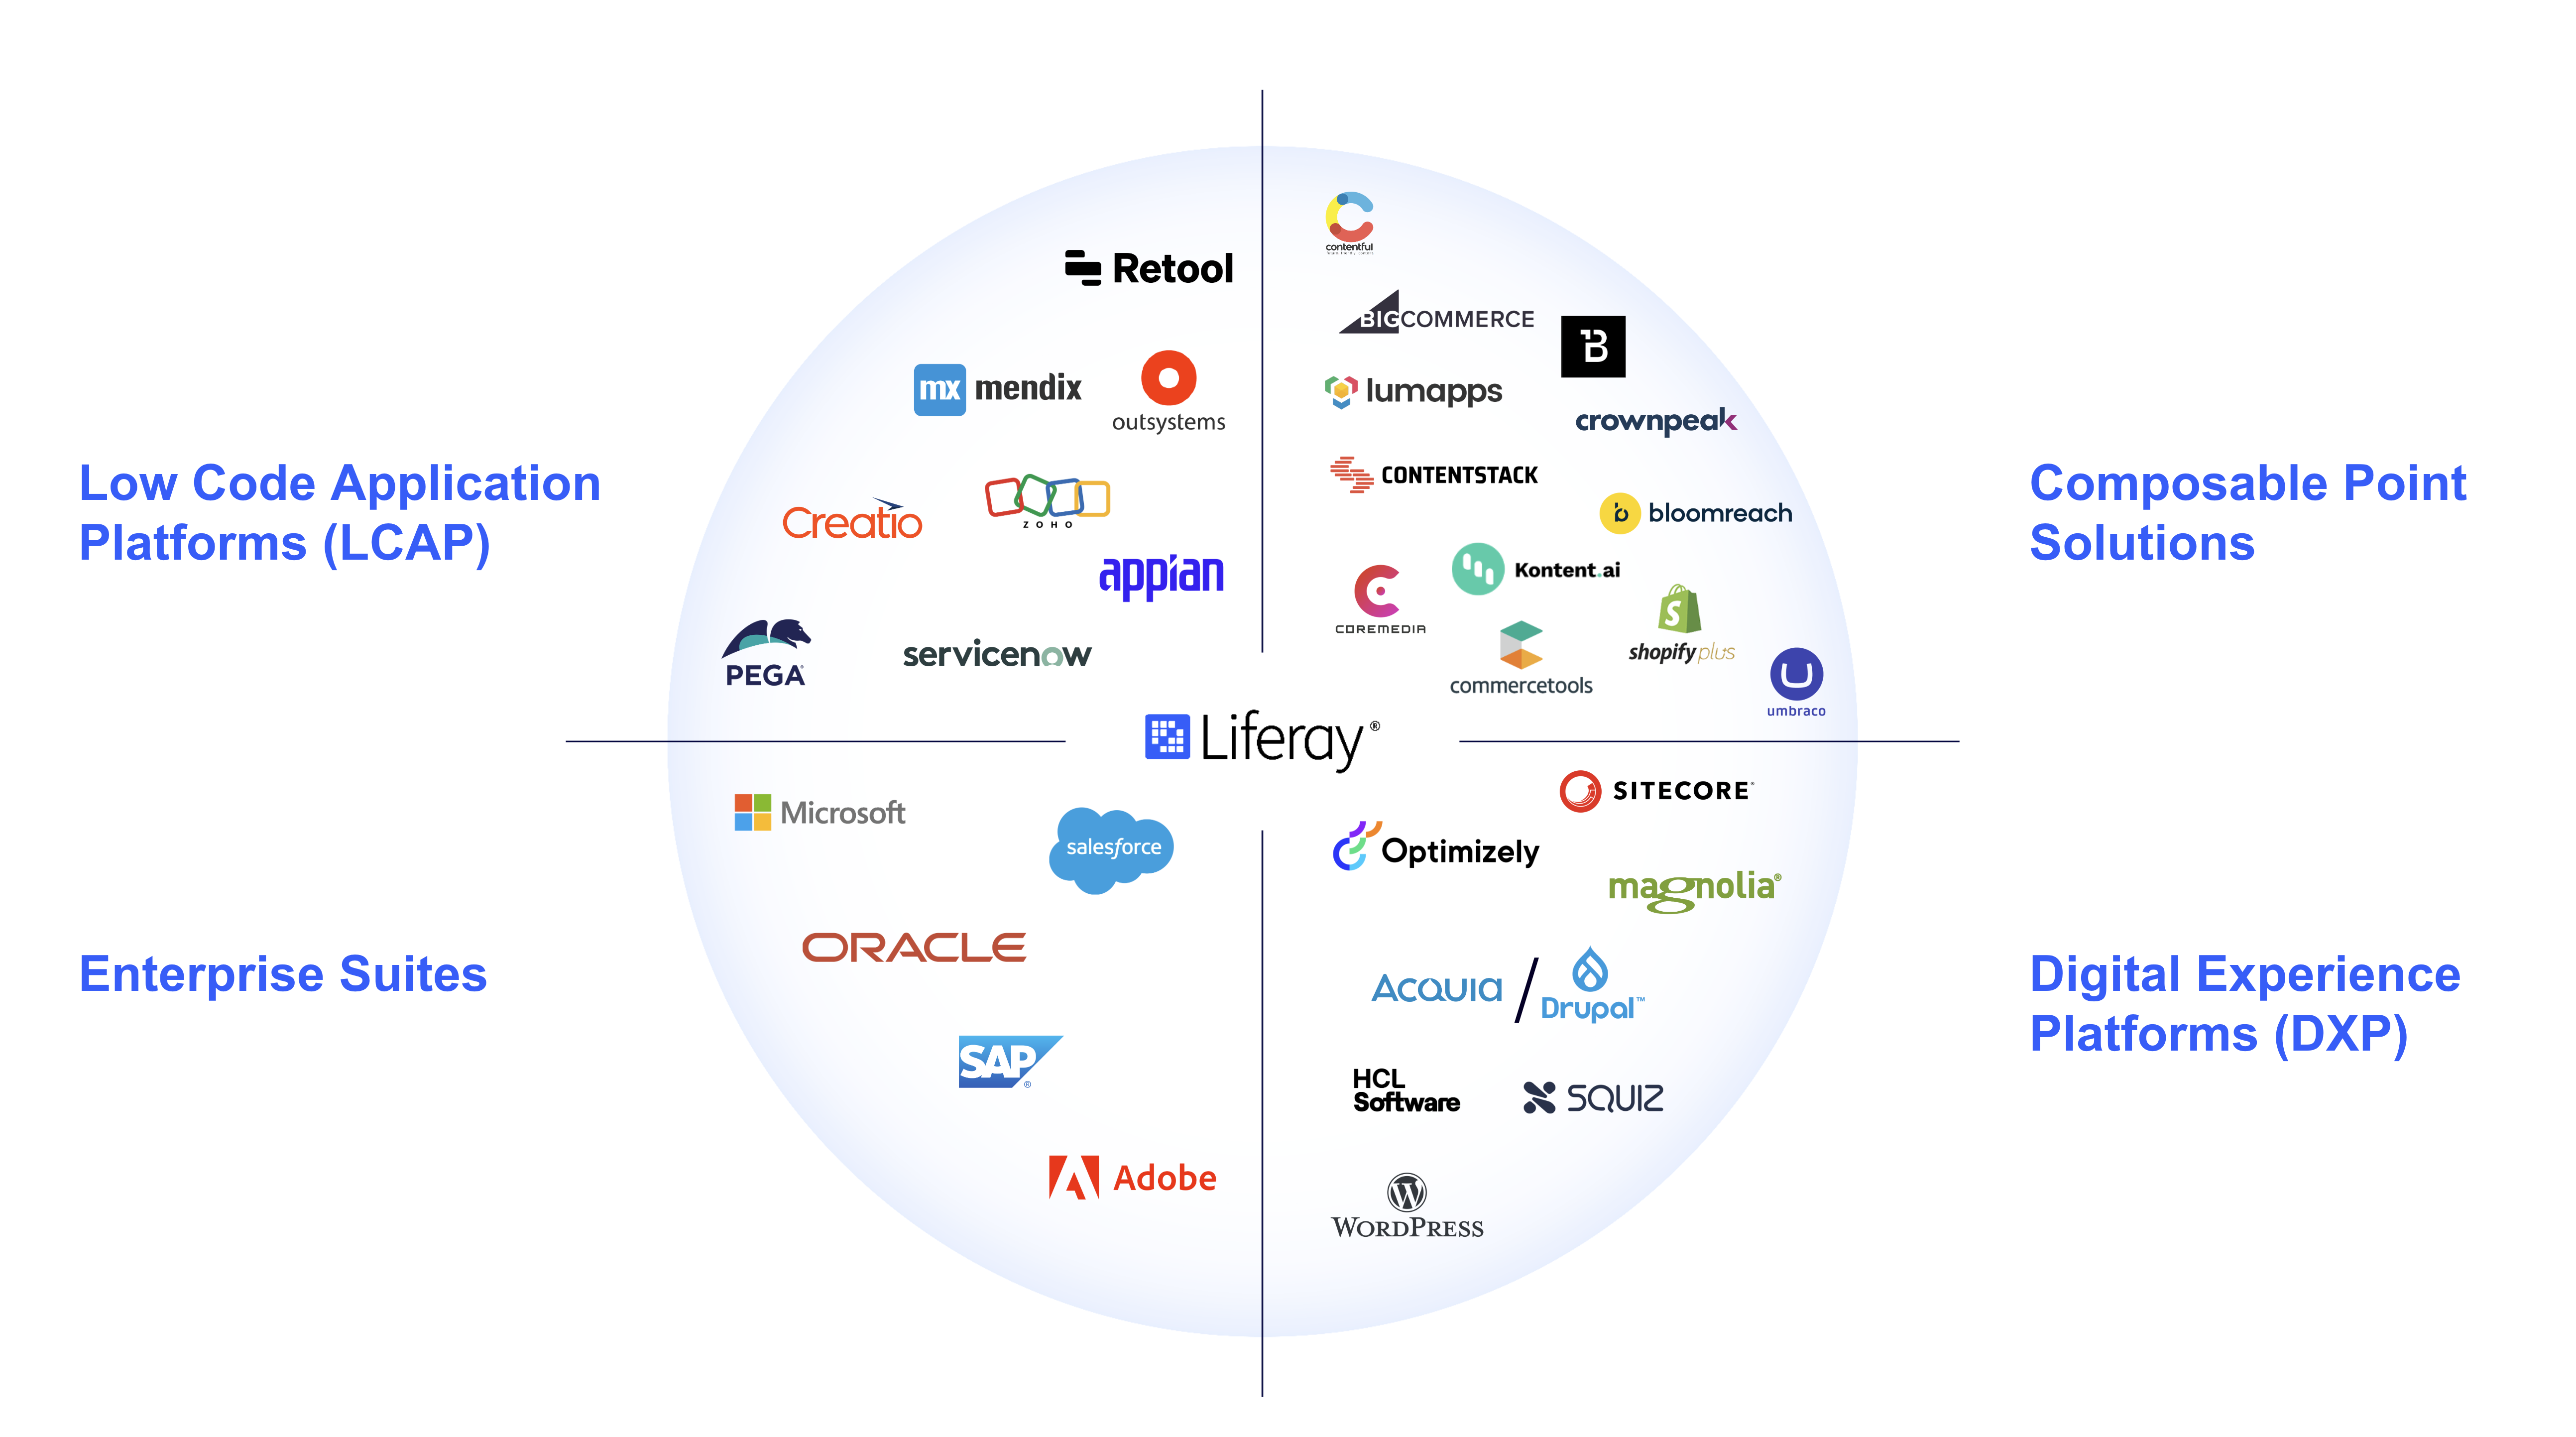 Low Code Application
Platforms (LCAP)
Retool
mx mendix
outsystems
Creatio
ZOHO
appian
PEGA
servicenow
Composable Point
Solutions
contentful
BIGCOMMERCE
B
lumapps
crownpeak
CONTENTSTACK
b bloomreach
Kontent.ai
COREMEDIA
S
shopify plus
commercetools
umbraco
Liferay®
Enterprise Suites
Microsoft
salesforce
ORACLE
SAP®
Adobe
Digital Experience
Platforms (DXP)
SITECORE®
Optimizely
magnolia®
ACQUIA / Drupal™
HCL
Software
SQUIZ
W
WORDPRESS